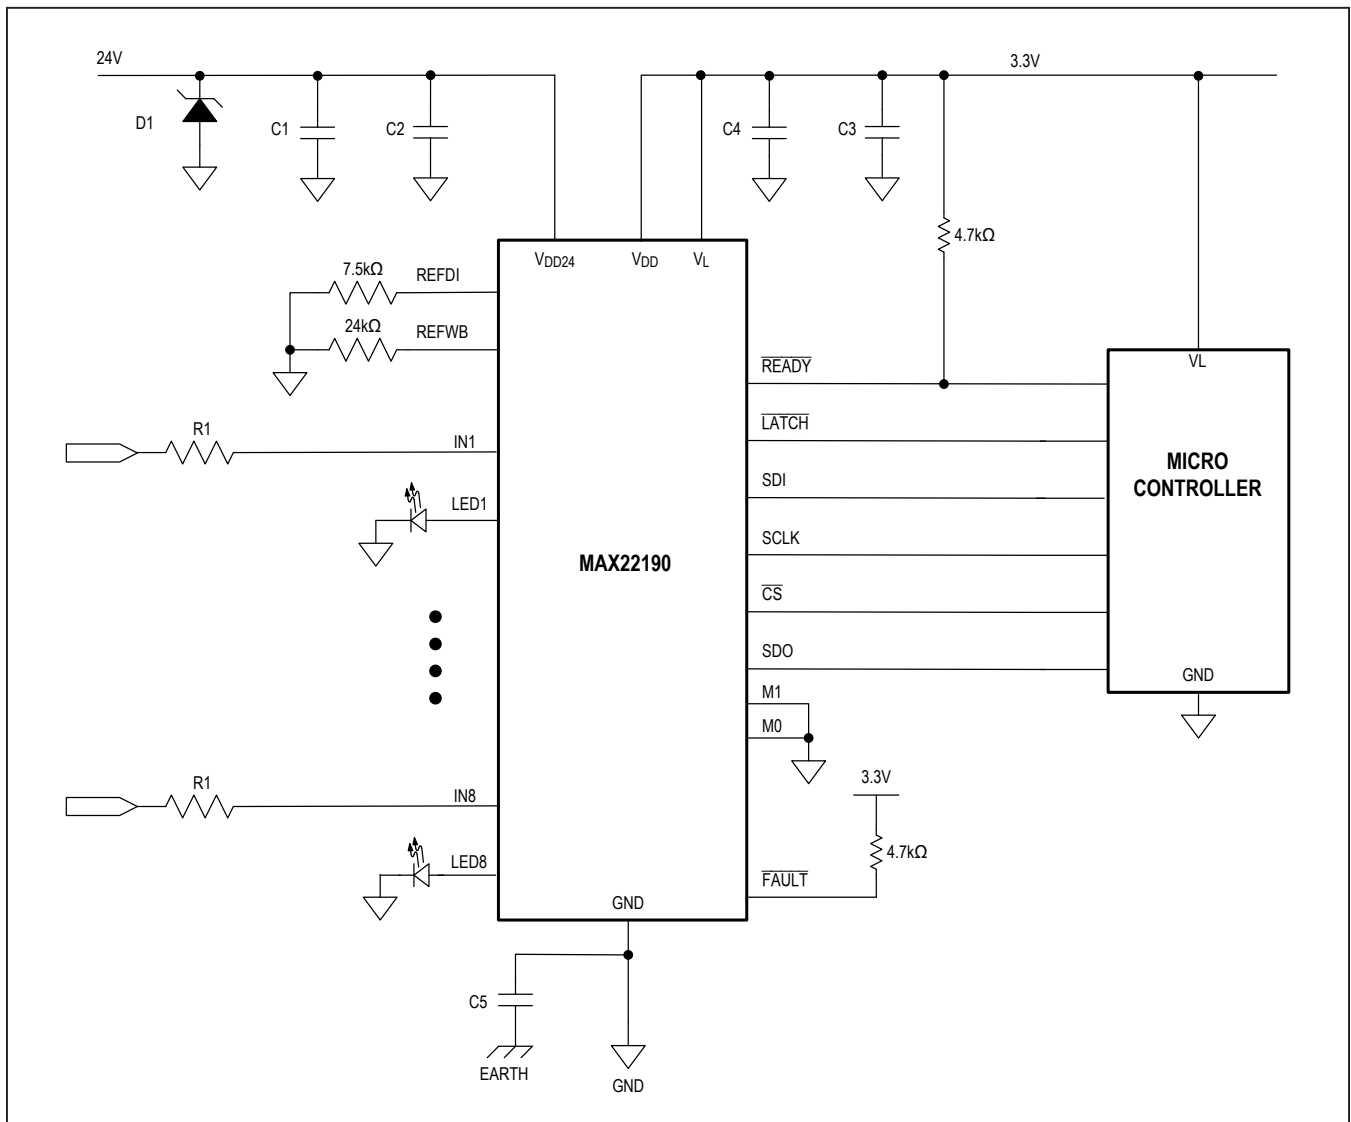 24V
3.3V
D1
C1
C2
C4
C3
4.7kΩ
VDD24
VDD
VL
7.5kΩ
REFDI
24kΩ
REFWB
READY
VL
LATCH
R1
IN1
MICRO
CONTROLLER
SDI
LED1
SCLK
MAX22190
CS
SDO
GND
M1
M0
3.3V
R1
IN8
4.7kΩ
LED8
FAULT
GND
C5
EARTH
GND